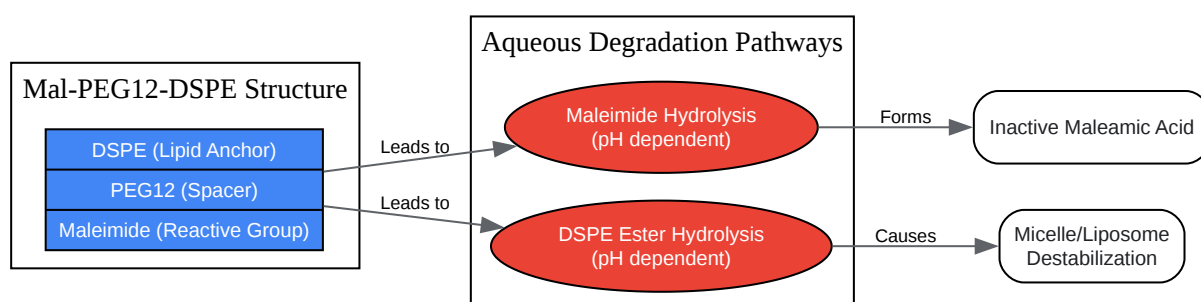 Mal-PEG12-DSPE Structure
DSPE (Lipid Anchor)
PEG12 (Spacer)
Maleimide (Reactive Group)
Leads to
Leads to
Aqueous Degradation Pathways
Maleimide Hydrolysis
(pH dependent)
DSPE Ester Hydrolysis
(pH dependent)
Forms
Causes
Inactive Maleamic Acid
Micelle/Liposome
Destabilization